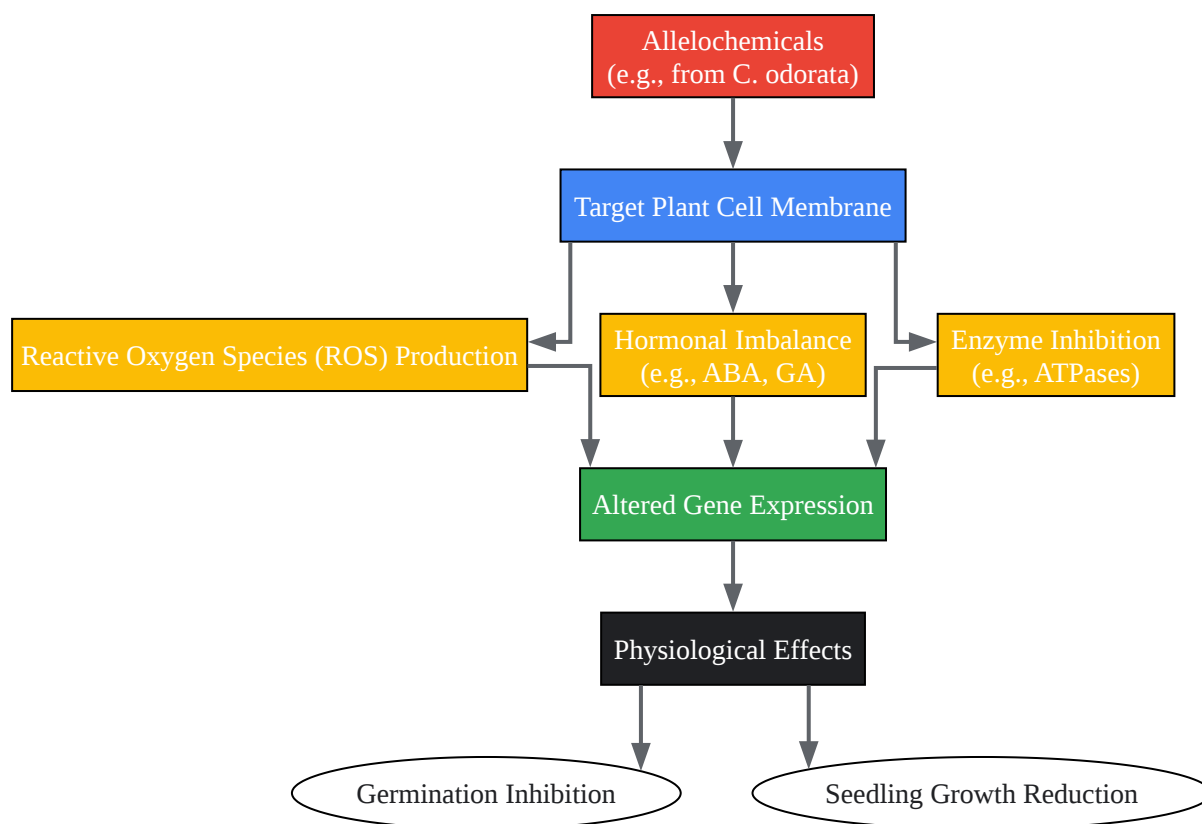 Allelochemicals
(e.g., from C. odorata)
Target Plant Cell Membrane
Reactive Oxygen Species (ROS) Production
Hormonal Imbalance
(e.g., ABA, GA)
Enzyme Inhibition
(e.g., ATPases)
Altered Gene Expression
Physiological Effects
Germination Inhibition
Seedling Growth Reduction